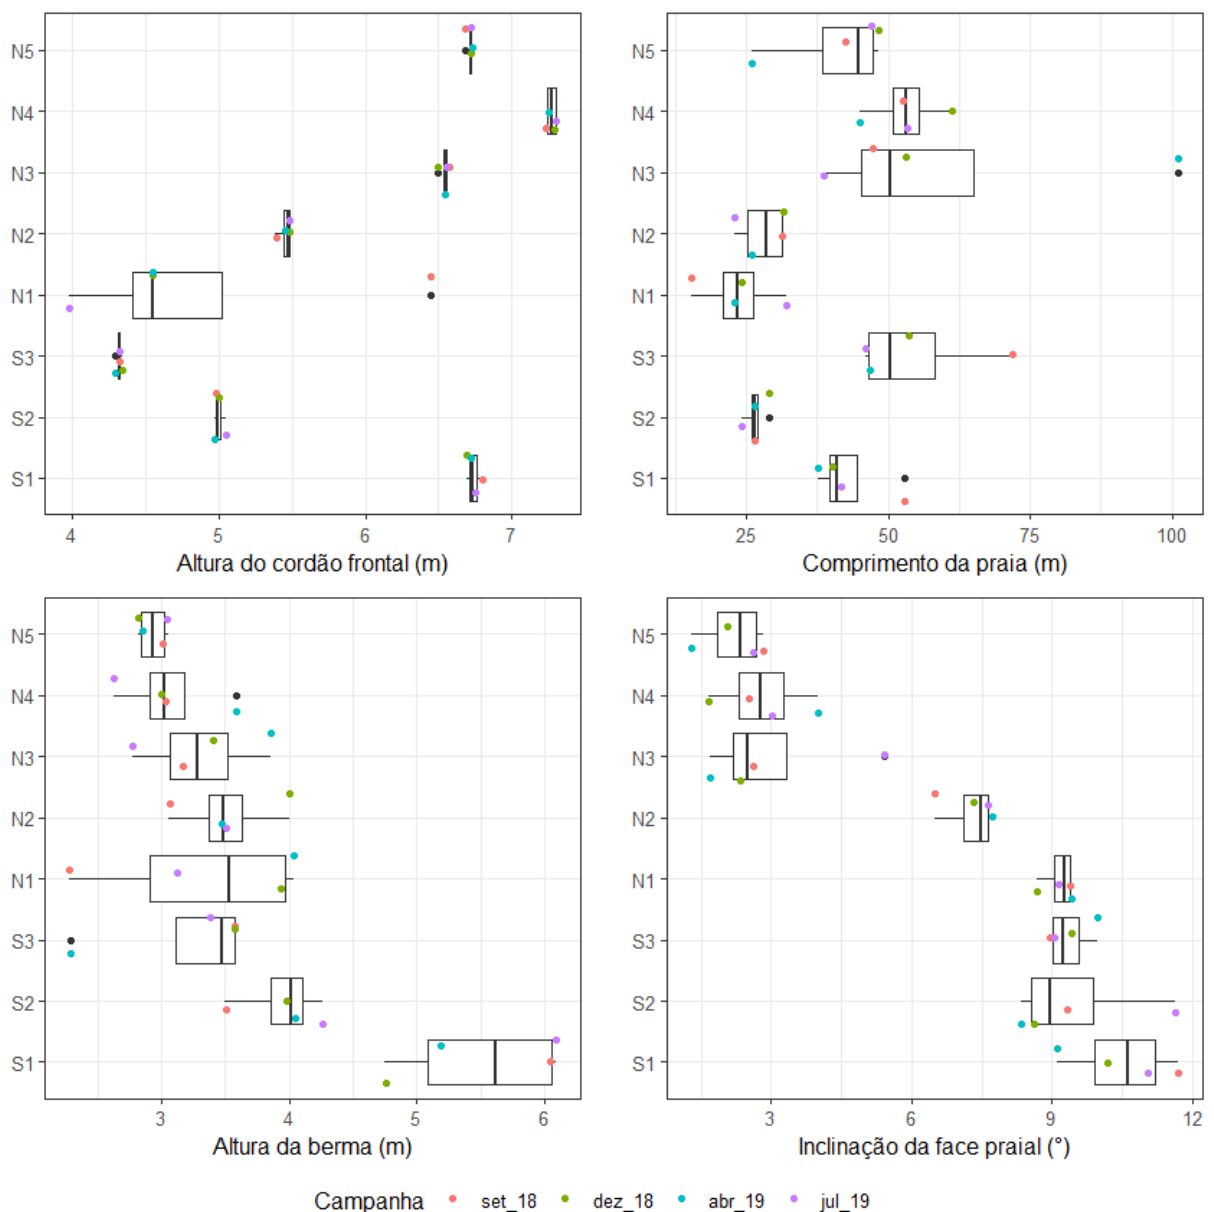 N5
N4
N3
N2
N1
S3
S2
S1
4 5 6 7
Altura do cordão frontal (m)
N5
N4
N3
N2
N1
S3
S2
S1
25 50 75 100
Comprimento da praia (m)
N5
N4
N3
N2
N1
S3
S2
S1
3 4 5 6
Altura da berma (m)
N5
N4
N3
N2
N1
S3
S2
S1
3 6 9 12
Inclinação da face praial (°)
Campanha set_18 dez_18 abr_19 jul_19